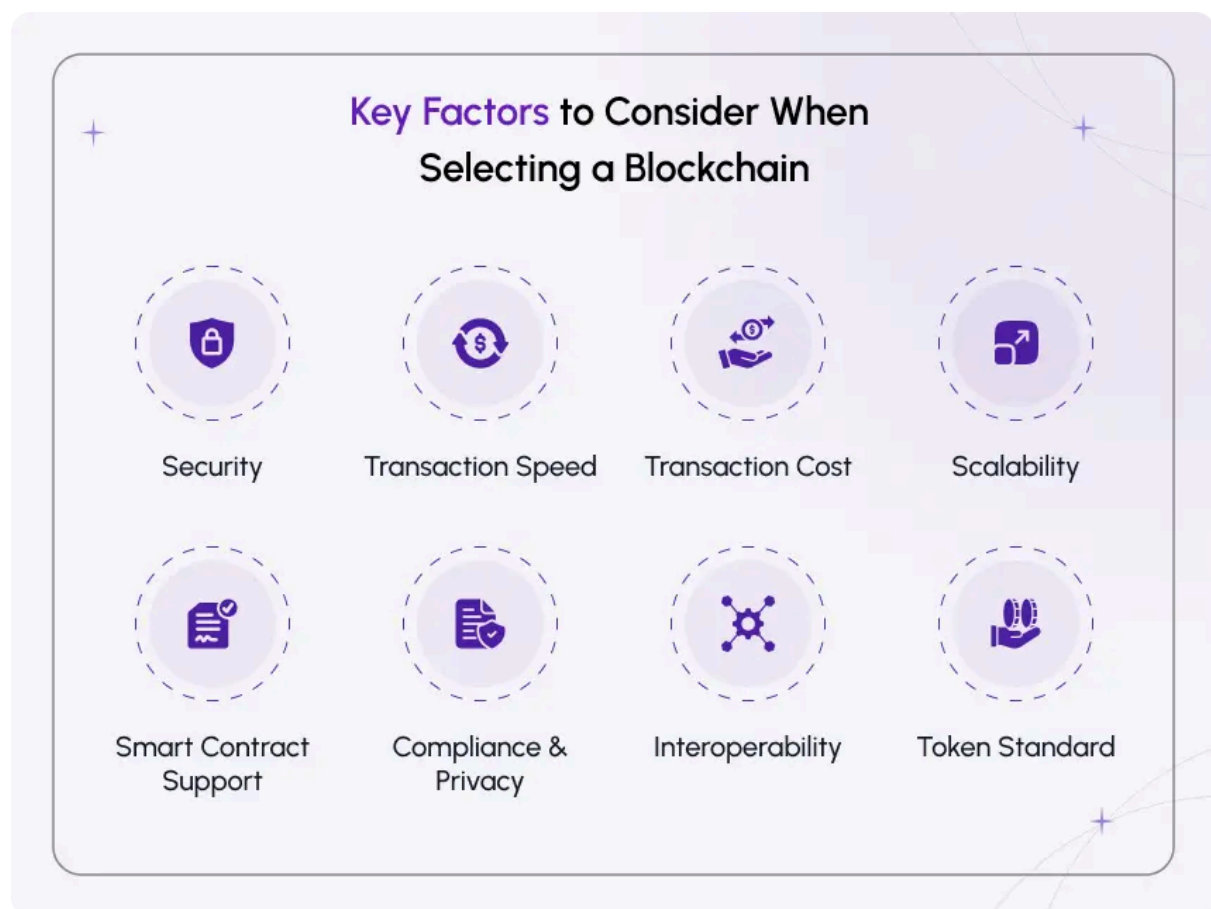 Key Factors to Consider When
Selecting a Blockchain
Security
Transaction Speed
Transaction Cost
Scalability
Smart Contract
Support
Compliance &
Privacy
Interoperability
Token Standard